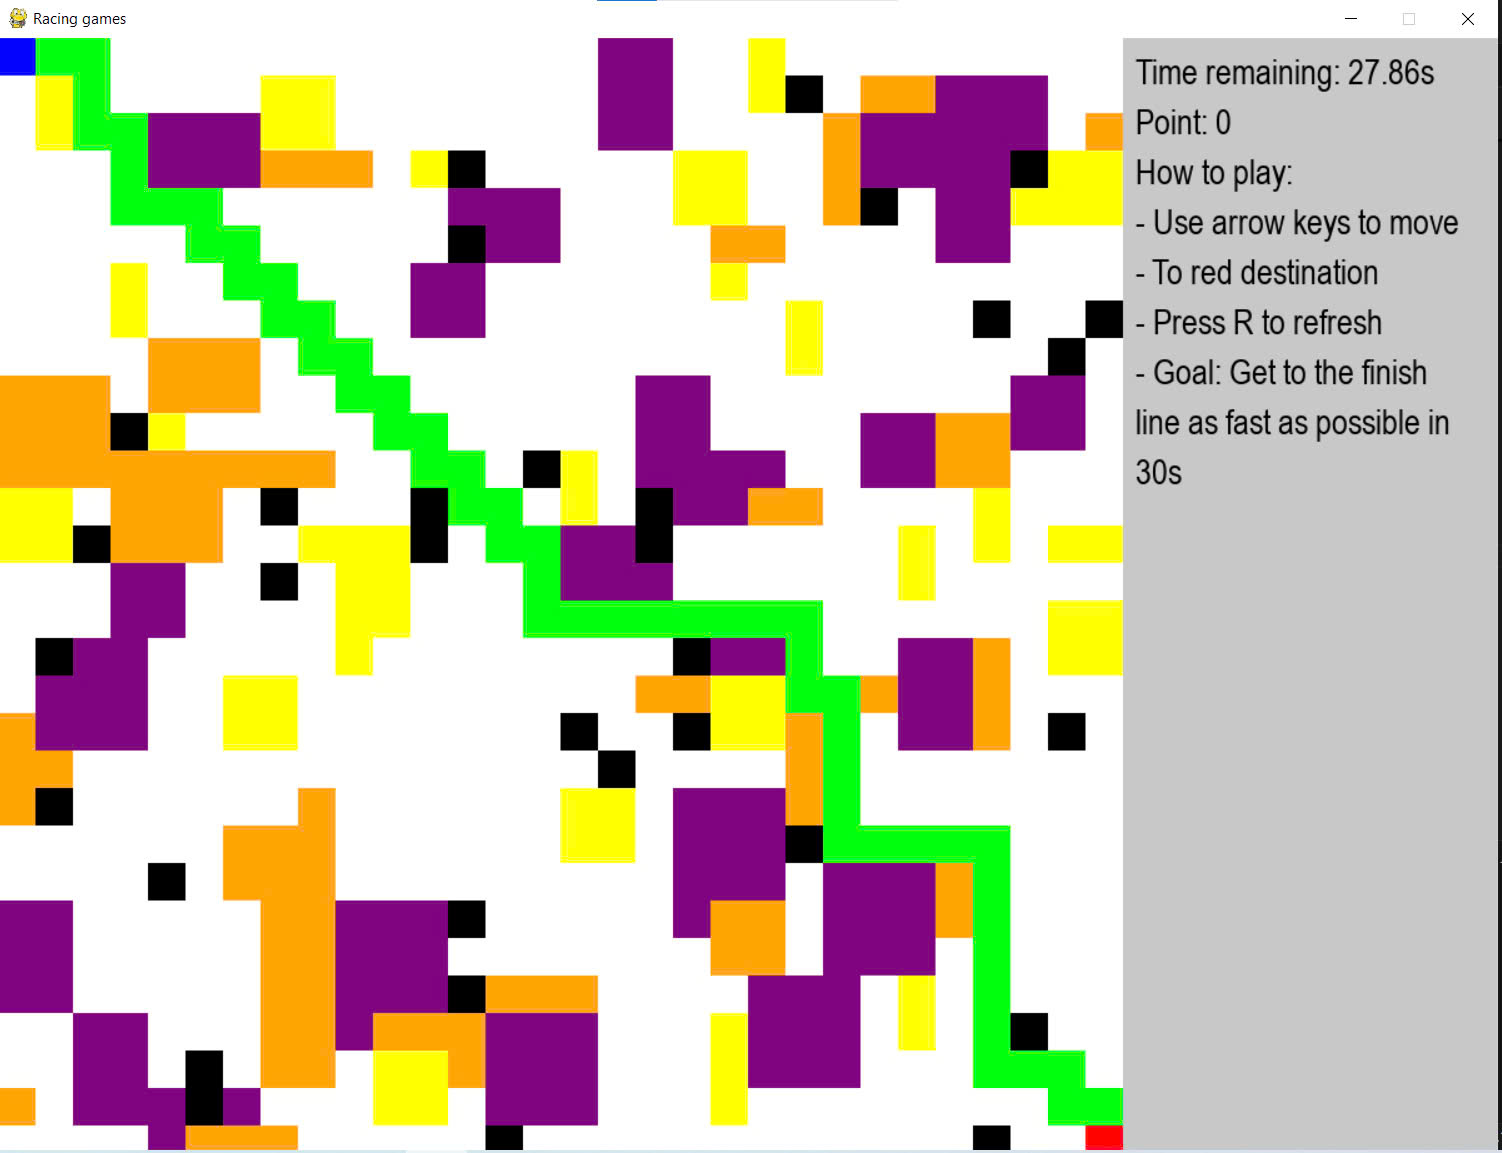 Racing games
Time remaining: 27.86s
Point: 0
How to play:
- Use arrow keys to move
- To red destination
- Press R to refresh
- Goal: Get to the finish
line as fast as possible in
30s